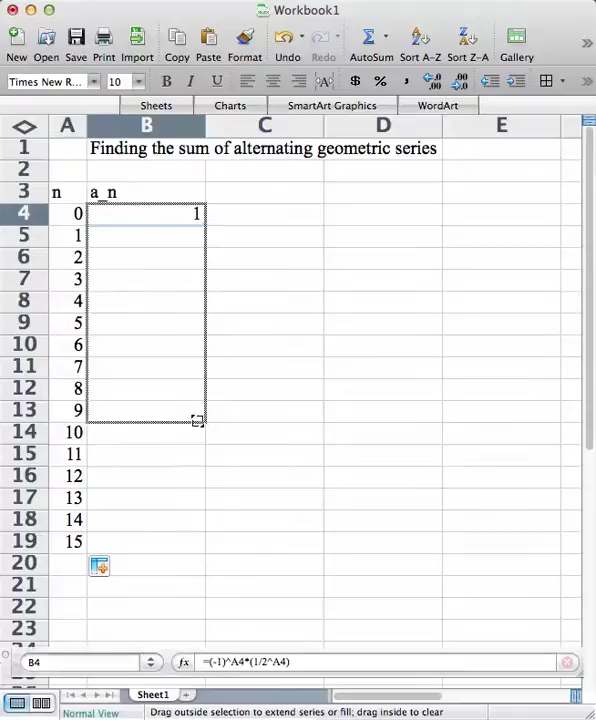 Workbook1
New Open Save Print Import Copy Paste Format Undo Redo AutoSum Sort A-Z Sort Z-A Gallery
Times New R... 10 B I U ABC $ % , .00 .00
Sheets Charts SmartArt Graphics WordArt
A B C D E
1 Finding the sum of alternating geometric series
2
3 n a_n
4 0 1
5 1
6 2
7 3
8 4
9 5
10 6
11 7
12 8
13 9
14 10
15 11
16 12
17 13
18 14
19 15
20
21
22
23
B4 fx =(-1)^A4*(1/2^A4)
Sheet1
Normal View Drag outside selection to extend series or fill; drag inside to clear